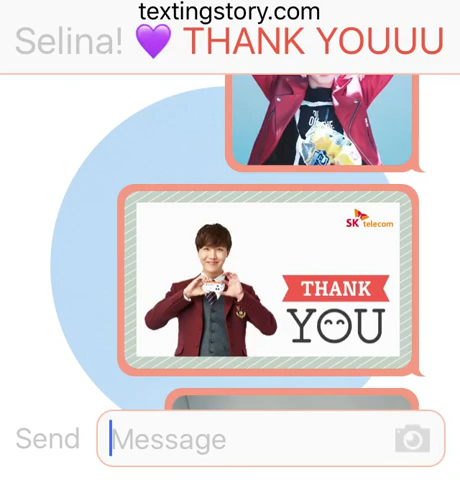 textingstory.com
Selina! 💜 THANK YOUUU
SK telecom
THANK
YOU
Send
Message